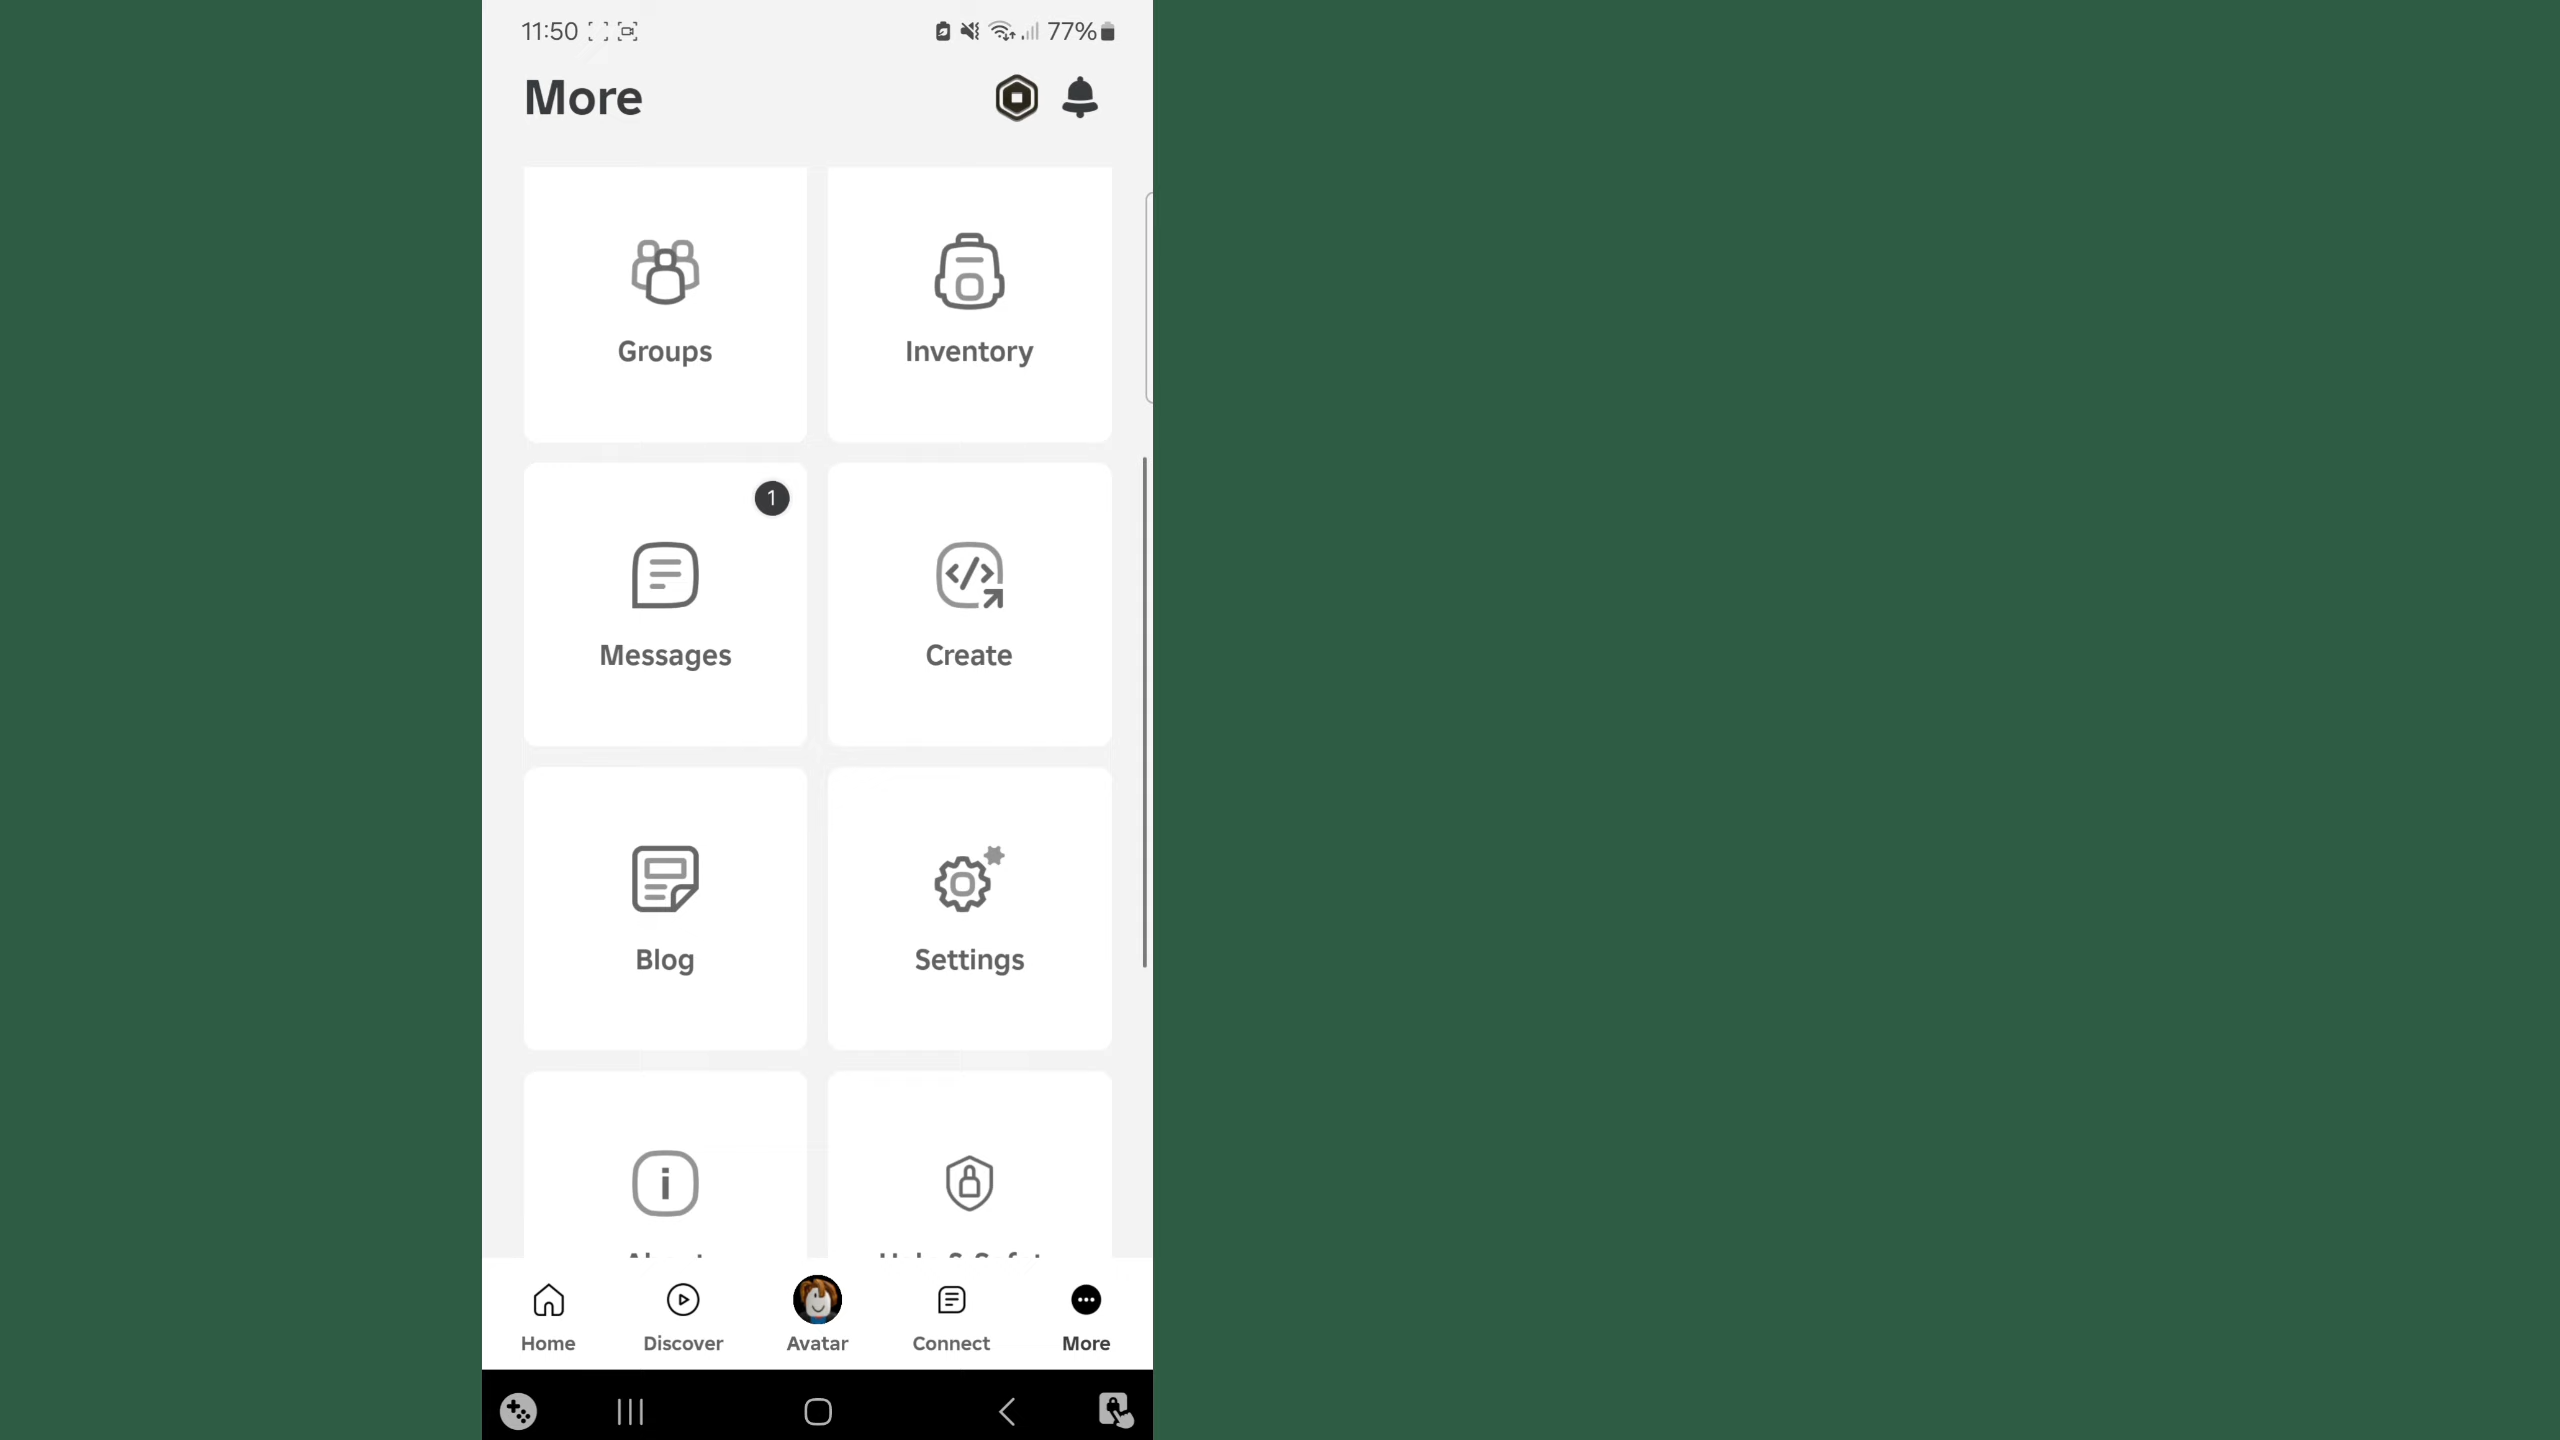 11:50 77%
More
Groups Inventory
1
Messages Create
Blog Settings
Home Discover Avatar Connect More